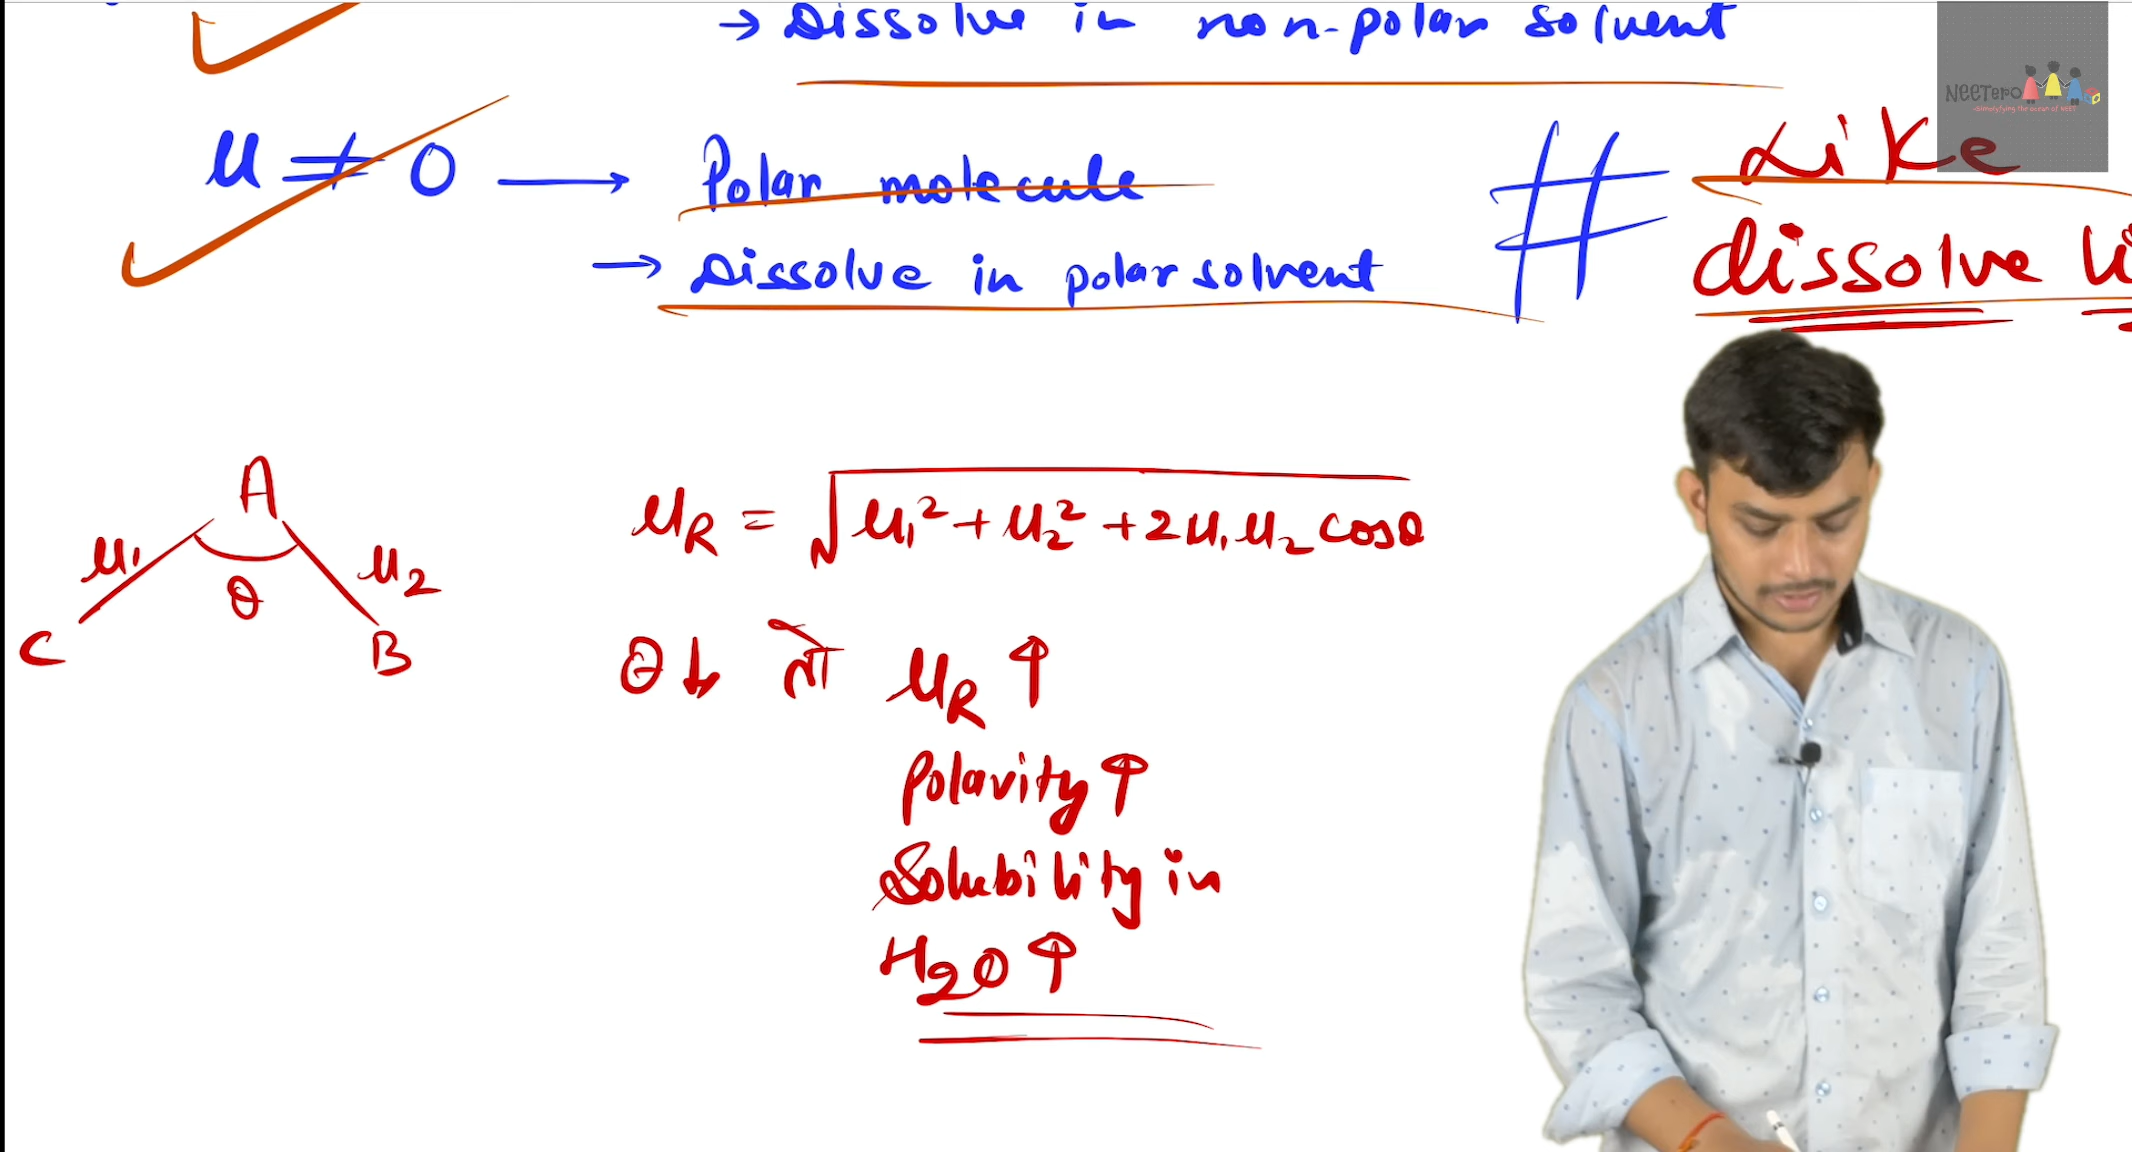 → Dissolve in non-polar solvent
NEETero
μ ≠ 0 → Polar molecule
→ Dissolve in polar solvent
# Like
dissolve li
A
μ₁ θ μ₂
C B
μR = √μ₁² + μ₂² + 2μ₁μ₂ cosθ
θ ↓ तो μR ↑
Polarity ↑
Solubility in
H₂O ↑